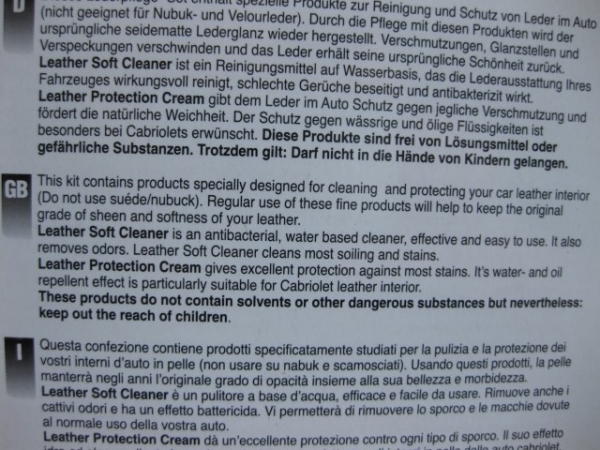 D
Set enthält spezielle Produkte zur Reinigung und Schutz von Leder im Auto
(nicht geeignet für Nubuk- und Velourleder). Durch die Pflege mit diesen Produkten wird der
ursprüngliche seidematte Lederglanz wieder hergestellt. Verschmutzungen, Glanzstellen und
Verspeckungen verschwinden und das Leder erhält seine ursprüngliche Schönheit zurück.
Leather Soft Cleaner ist ein Reinigungsmittel auf Wasserbasis, das die Lederausstattung Ihres
Fahrzeuges wirkungsvoll reinigt, schlechte Gerüche beseitigt und antibakterizit wirkt.
Leather Protection Cream gibt dem Leder im Auto Schutz gegen jegliche Verschmutzung und
fördert die natürliche Weichheit. Der Schutz gegen wässrige und ölige Flüssigkeiten ist
besonders bei Cabriolets erwünscht. Diese Produkte sind frei von Lösungsmittel oder
gefährliche Substanzen. Trotzdem gilt: Darf nicht in die Hände von Kindern gelangen.
GB
This kit contains products specially designed for cleaning and protecting your car leather interior
(Do not use suéde/nubuck). Regular use of these fine products will help to keep the original
grade of sheen and softness of your leather.
Leather Soft Cleaner is an antibacterial, water based cleaner, effective and easy to use. It also
removes odors. Leather Soft Cleaner cleans most soiling and stains.
Leather Protection Cream gives excellent protection against most stains. It's water- and oil
repellent effect is particularly suitable for Cabriolet leather interior.
These products do not contain solvents or other dangerous substances but nevertheless:
keep out the reach of children.
I
Questa confezione contiene prodotti specificatamente studiati per la pulizia e la protezione dei
vostri interni d'auto in pelle (non usare su nabuk e scamosciati). Usando questi prodotti, la pelle
manterrà negli anni l'originale grado di opacità insieme alla sua bellezza e morbidezza.
Leather Soft Cleaner è un pulitore a base d'acqua, efficace e facile da usare. Rimuove anche i
cattivi odori e ha un effetto battericida. Vi permetterà di rimuovere lo sporco e le macchie dovute
al normale uso della vostra auto.
Leather Protection Cream dà un'eccellente protezione contro ogni tipo di sporco. Il suo effetto